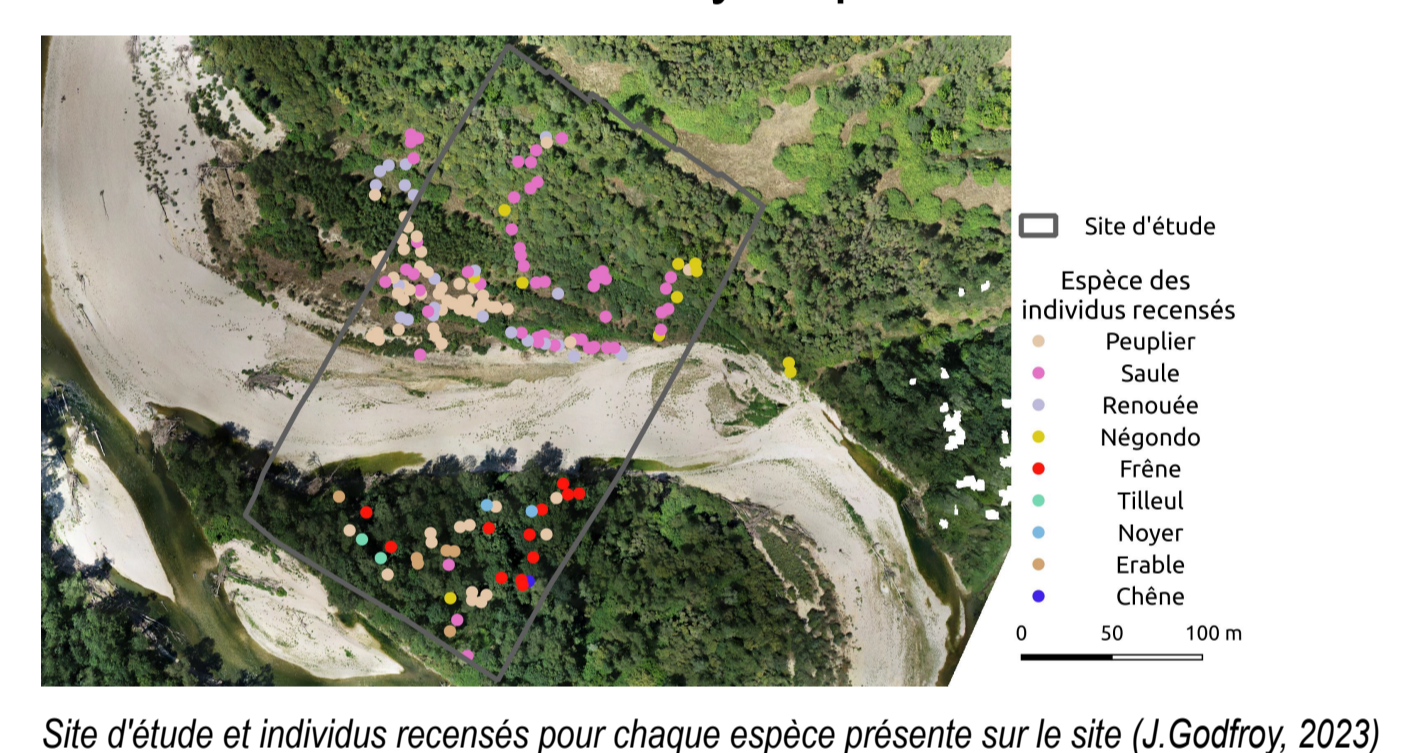 Site d'étude
Espèce des
individus recensés
Peuplier
Saule
Renouée
Négondo
Frêne
Tilleul
Noyer
Erable
Chêne
0 50 100 m
Site d'étude et individus recensés pour chaque espèce présente sur le site (J.Godfroy, 2023)